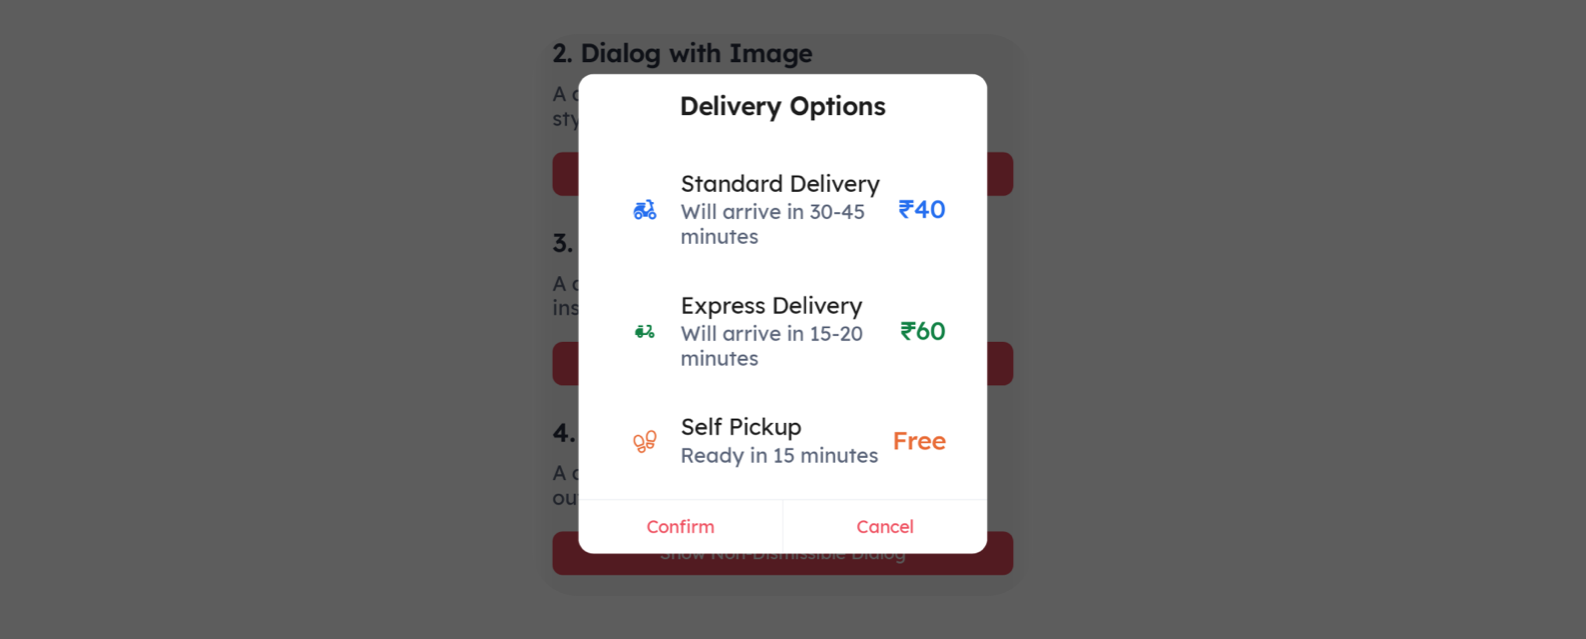 2. Dialog with Image
A
sty
3.
A
ins
4.
A
ou
Delivery Options
Standard Delivery
Will arrive in 30-45
minutes
₹40
Express Delivery
Will arrive in 15-20
minutes
₹60
Self Pickup
Ready in 15 minutes
Free
Confirm
Cancel
Show Non-Dismissible Dialog